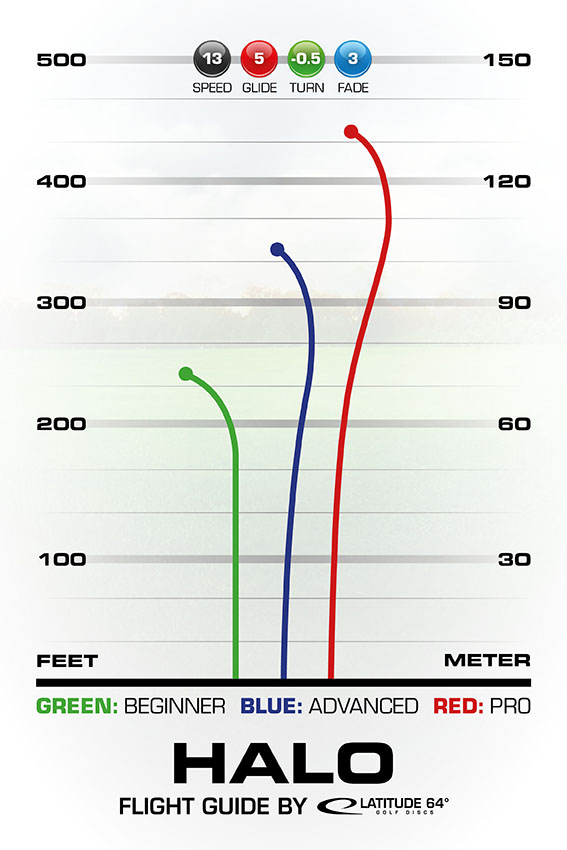 500 13 5 -0.5 3 150
SPEED GLIDE TURN FADE
400 120
300 90
200 60
100 30
FEET METER
GREEN: BEGINNER BLUE: ADVANCED RED: PRO
HALO
FLIGHT GUIDE BY LATITUDE 64°
GOLF DISCS